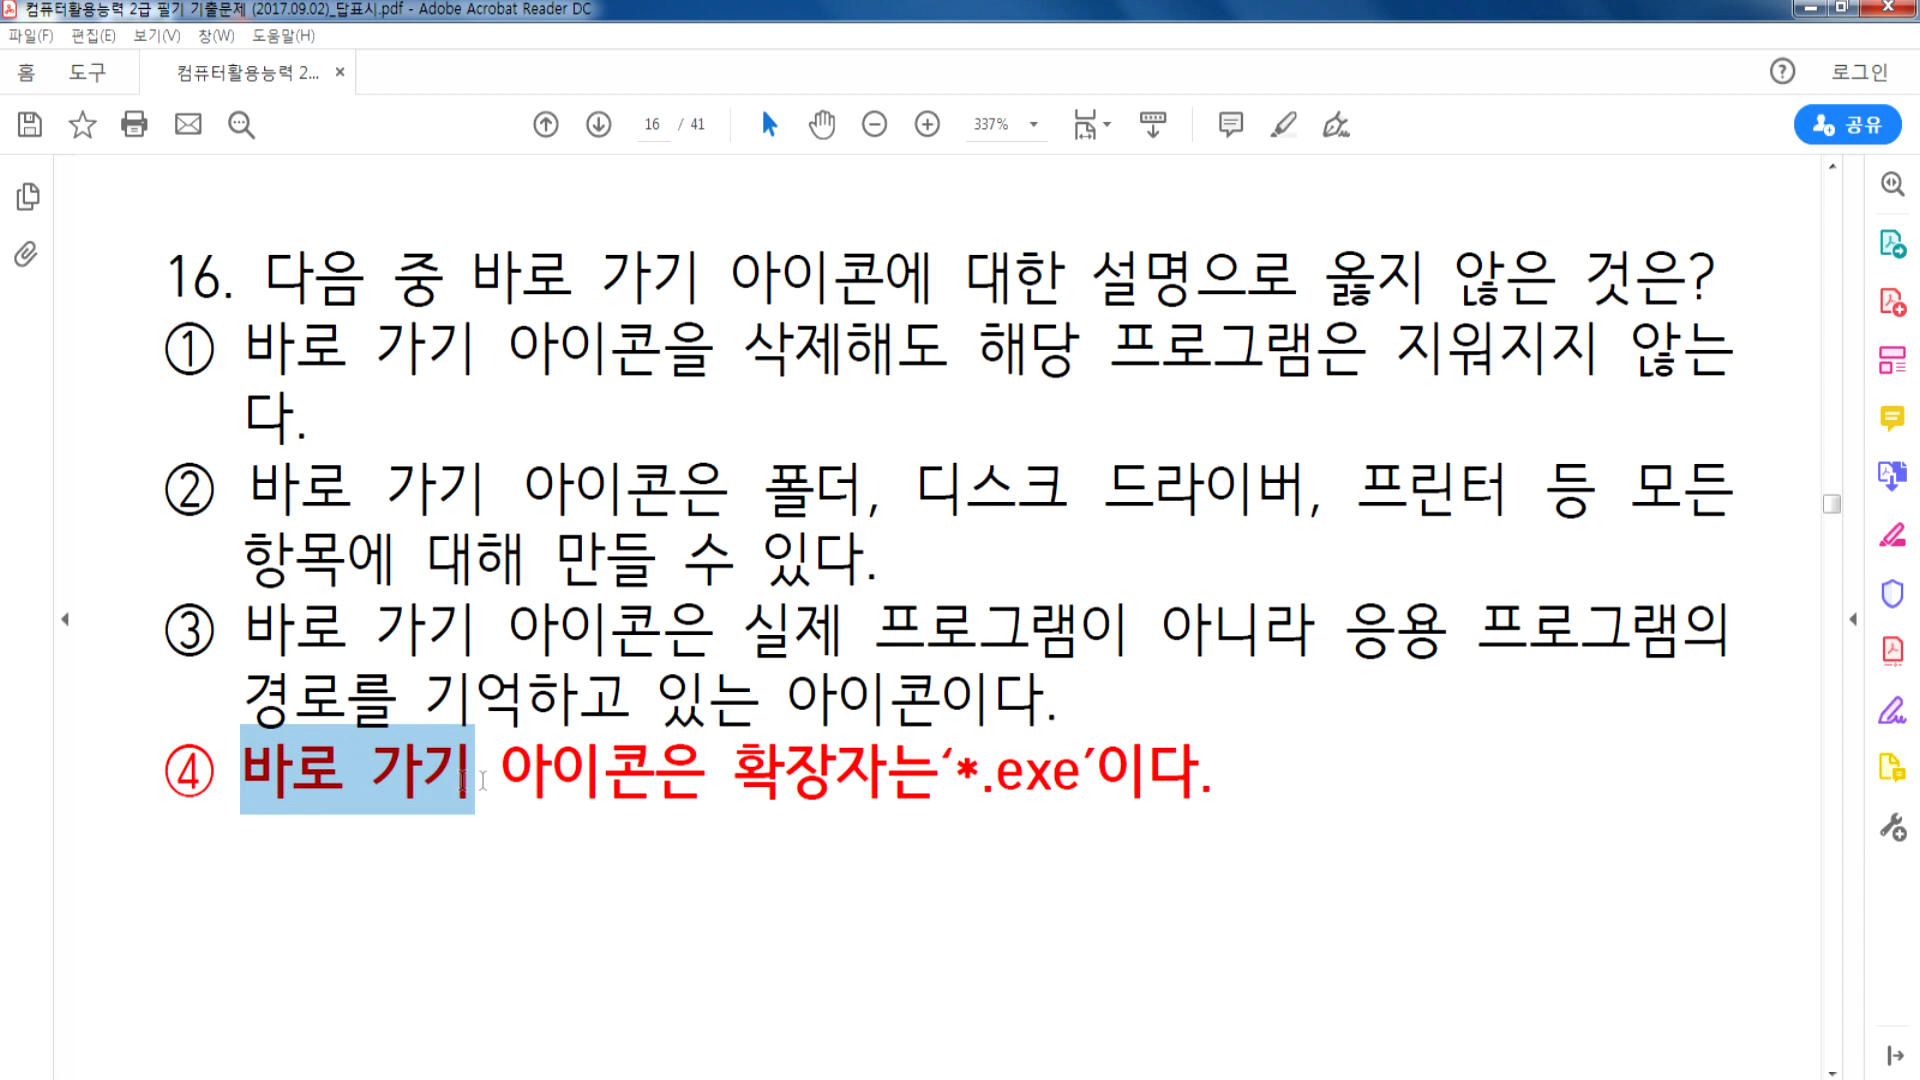 컴퓨터활용능력 2급 필기 기출문제 (2017.09.02)_답표시.pdf - Adobe Acrobat Reader DC
파일(F) 편집(E) 보기(V) 창(W) 도움말(H)
홈 도구 컴퓨터활용능력 2... × 로그인
16 / 41 337% 공유
16. 다음 중 바로 가기 아이콘에 대한 설명으로 옳지 않은 것은?
① 바로 가기 아이콘을 삭제해도 해당 프로그램은 지워지지 않는
다.
② 바로 가기 아이콘은 폴더, 디스크 드라이버, 프린터 등 모든
항목에 대해 만들 수 있다.
③ 바로 가기 아이콘은 실제 프로그램이 아니라 응용 프로그램의
경로를 기억하고 있는 아이콘이다.
④ 바로 가기 아이콘은 확장자는‘*.exe’이다.